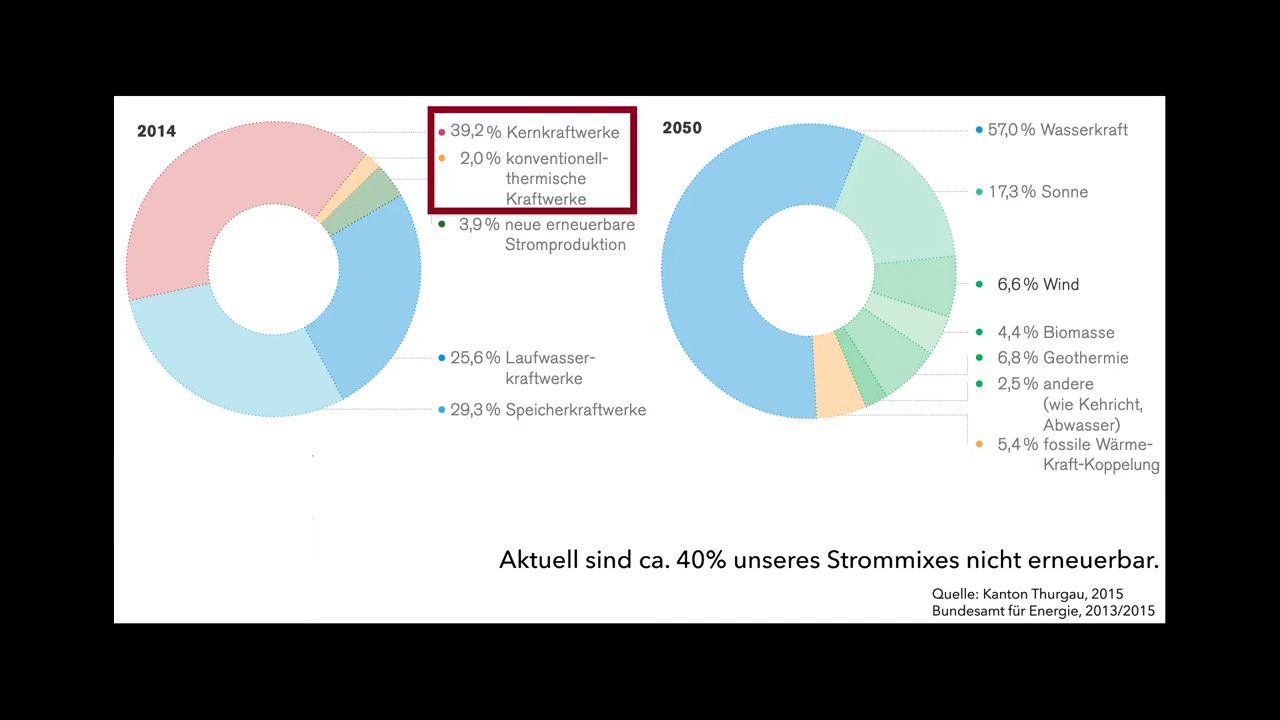 2014
39,2% Kernkraftwerke
2,0% konventionell-
thermische
Kraftwerke
3,9% neue erneuerbare
Stromproduktion
25,6% Laufwasser-
kraftwerke
29,3% Speicherkraftwerke
2050
57,0% Wasserkraft
17,3% Sonne
6,6% Wind
4,4% Biomasse
6,8% Geothermie
2,5% andere
(wie Kehricht,
Abwasser)
5,4% fossile Wärme-
Kraft-Koppelung
Aktuell sind ca. 40% unseres Strommixes nicht erneuerbar.
Quelle: Kanton Thurgau, 2015
Bundesamt für Energie, 2013/2015